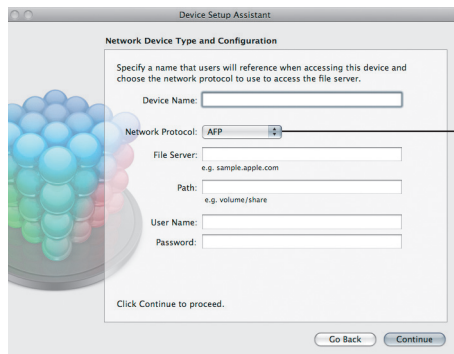 Device Setup Assistant
Network Device Type and Configuration
Specify a name that users will reference when accessing this device and
choose the network protocol to use to access the file server.
Device Name:
Network Protocol: AFP
File Server:
e.g. sample.apple.com
Path:
e.g. volume/share
User Name:
Password:
Click Continue to proceed.
Go Back Continue